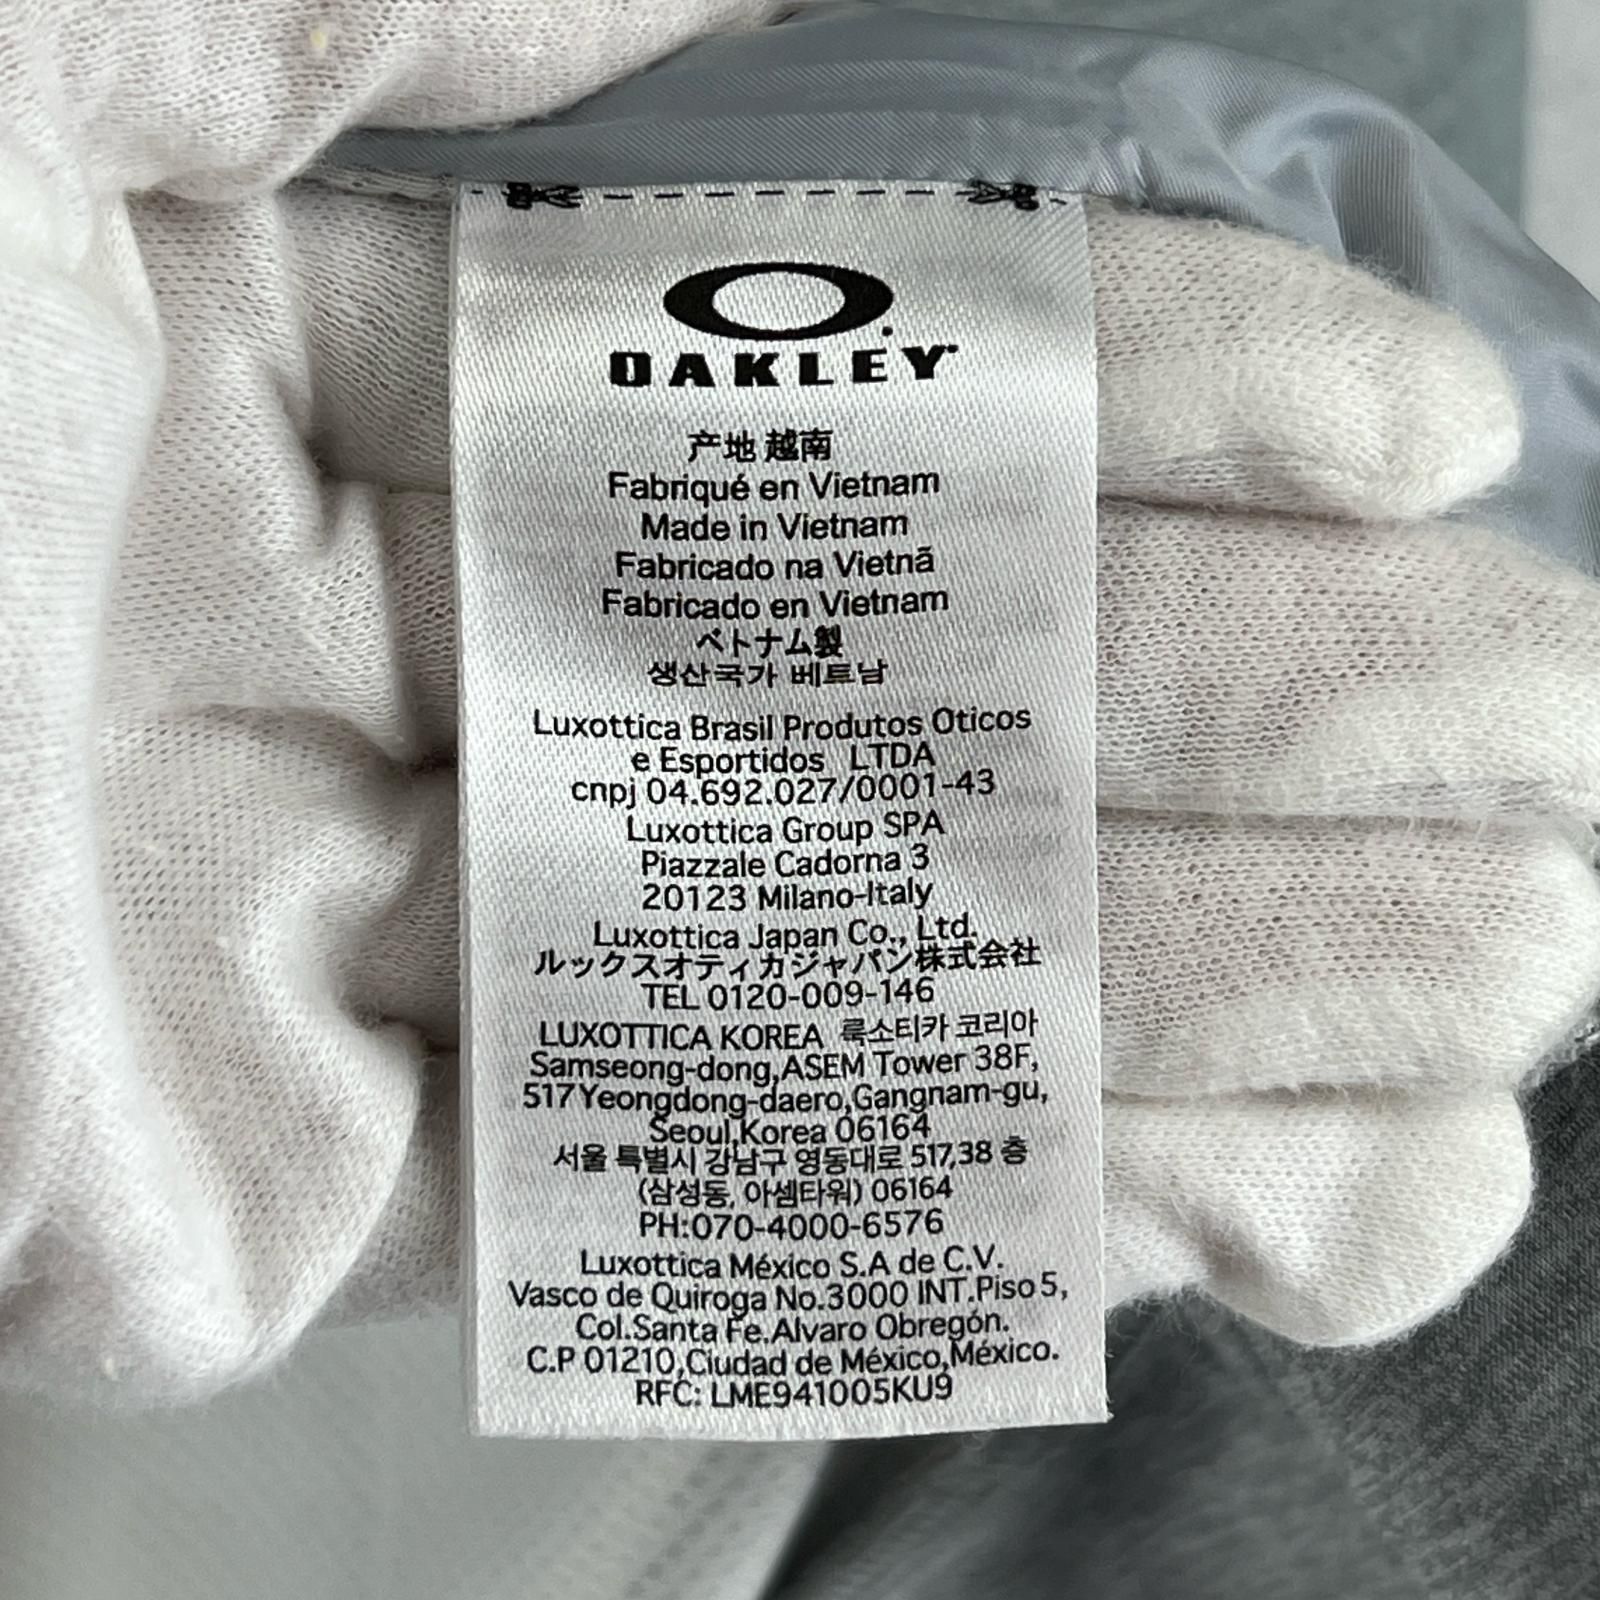 OAKLEY
产地 越南
Fabriqué en Vietnam
Made in Vietnam
Fabricado na Vietnã
Fabricado en Vietnam
ベトナム製
생산국가 베트남
Luxottica Brasil Produtos Oticos
e Esportidos LTDA
cnpj 04.692.027/0001-43
Luxottica Group SPA
Piazzale Cadorna 3
20123 Milano-Italy
Luxottica Japan Co., Ltd.
ルックスオティカジャパン株式会社
TEL 0120-009-146
LUXOTTICA KOREA 룩소티카 코리아
Samseong-dong,ASEM Tower 38F,
517Yeongdong-daero,Gangnam-gu,
Seoul,Korea 06164
서울 특별시 강남구 영동대로 517,38 층
(삼성동, 아셈타워) 06164
PH:070-4000-6576
Luxottica México S.A de C.V.
Vasco de Quiroga No.3000 INT.Piso 5,
Col.Santa Fe.Alvaro Obregón.
C.P 01210,Ciudad de México,México.
RFC: LME941005KU9